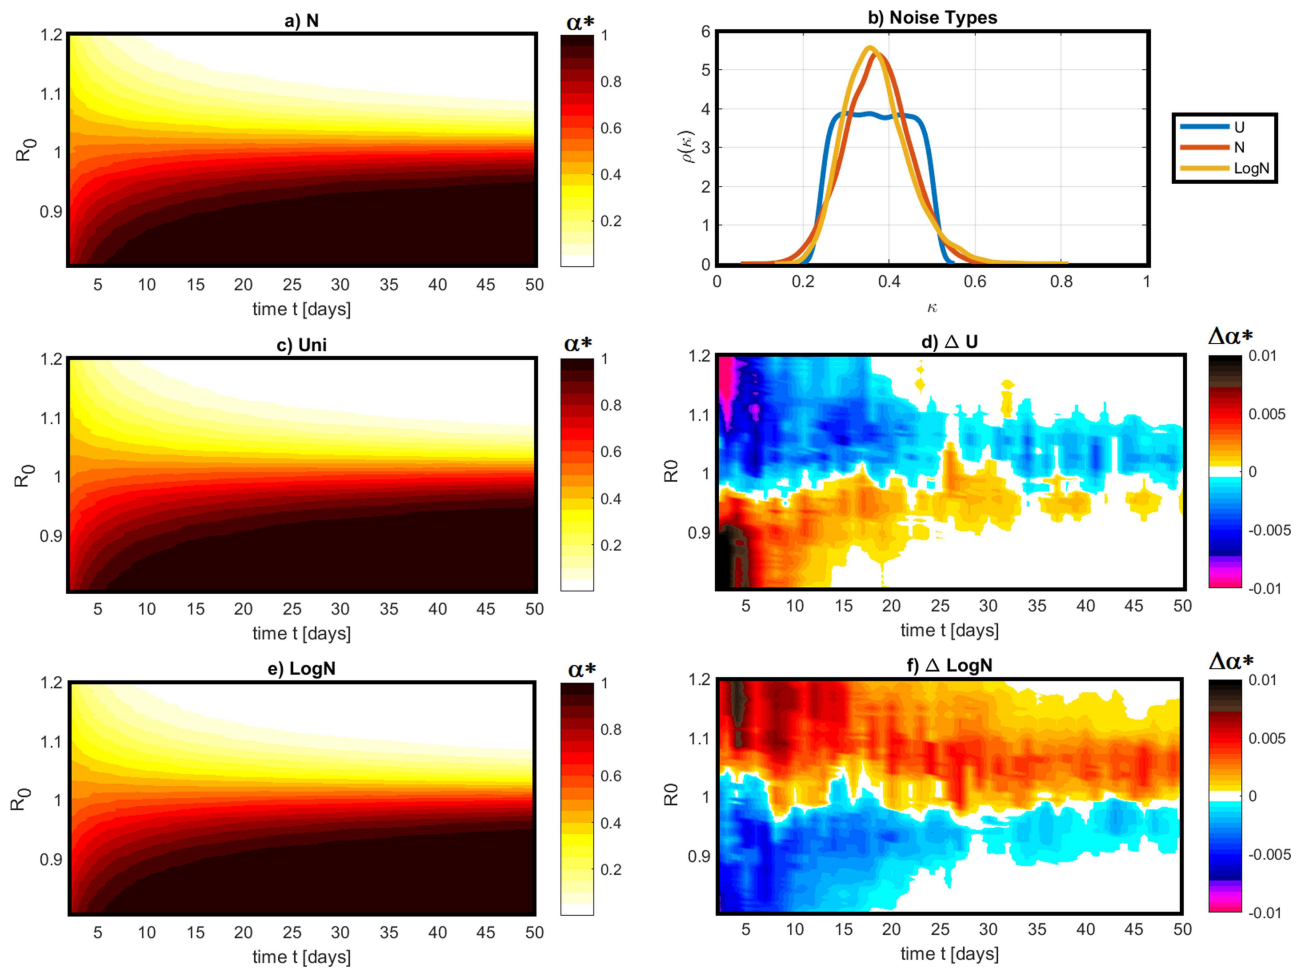 a) N
α*
1.2
1.1
1
0.9
R0
5 10 15 20 25 30 35 40 45 50
time t [days]
1
0.8
0.6
0.4
0.2
b) Noise Types
6
5
4
3
2
1
0
ρ(κ)
0 0.2 0.4 0.6 0.8 1
κ
U
N
LogN
c) Uni
α*
1.2
1.1
1
0.9
R0
5 10 15 20 25 30 35 40 45 50
time t [days]
1
0.8
0.6
0.4
0.2
d) Δ U
Δα*
1.2
1.1
1
0.9
R0
5 10 15 20 25 30 35 40 45 50
time t [days]
0.01
0.005
0
-0.005
-0.01
e) LogN
α*
1.2
1.1
1
0.9
R0
5 10 15 20 25 30 35 40 45 50
time t [days]
1
0.8
0.6
0.4
0.2
f) Δ LogN
Δα*
1.2
1.1
1
0.9
R0
5 10 15 20 25 30 35 40 45 50
time t [days]
0.01
0.005
0
-0.005
-0.01